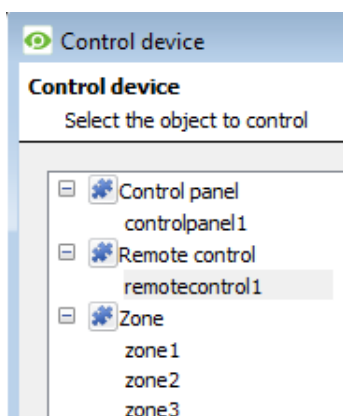 Control device
Control device
Select the object to control
Control panel
controlpanel1
Remote control
remotecontrol1
Zone
zone1
zone2
zone3